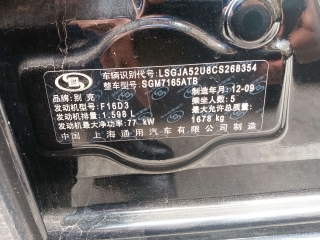 车辆识别代号: LSGJA52U8CS268354
整车型号: SGM7165ATB
品牌: 别克 制造年月: 12-09
发动机型号: F16D3 乘坐人数: 5
发动机排量: 1.598 L 最大允许总质量:
发动机最大净功率: 77 kW 1678 kg
中国 上海通用汽车有限公司